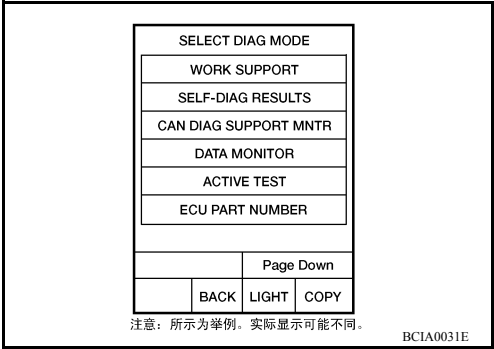 SELECT DIAG MODE
WORK SUPPORT
SELF-DIAG RESULTS
CAN DIAG SUPPORT MNTR
DATA MONITOR
ACTIVE TEST
ECU PART NUMBER
Page Down
BACK LIGHT COPY
注意：所示为举例。实际显示可能不同。
BCIA0031E